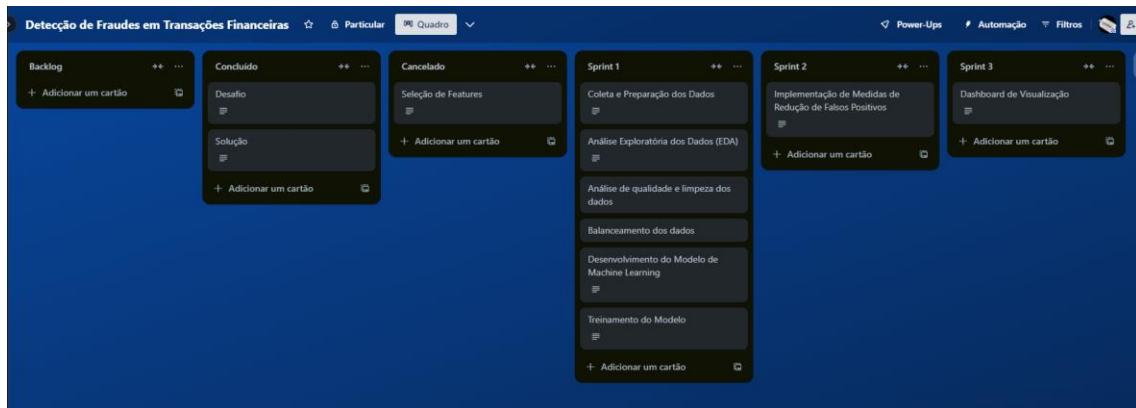 Detecção de Fraudes em Transações Financeiras
Particular
Quadro
Power-Ups
Automação
Filtros
Backlog
+ Adicionar um cartão
Concluído
Desafio
Solução
+ Adicionar um cartão
Cancelado
Seleção de Features
+ Adicionar um cartão
Sprint 1
Coleta e Preparação dos Dados
Análise Exploratória dos Dados (EDA)
Análise de qualidade e limpeza dos
dados
Balanceamento dos dados
Desenvolvimento do Modelo de
Machine Learning
Treinamento do Modelo
+ Adicionar um cartão
Sprint 2
Implementação de Medidas de
Redução de Falsos Positivos
+ Adicionar um cartão
Sprint 3
Dashboard de Visualização
+ Adicionar um cartão